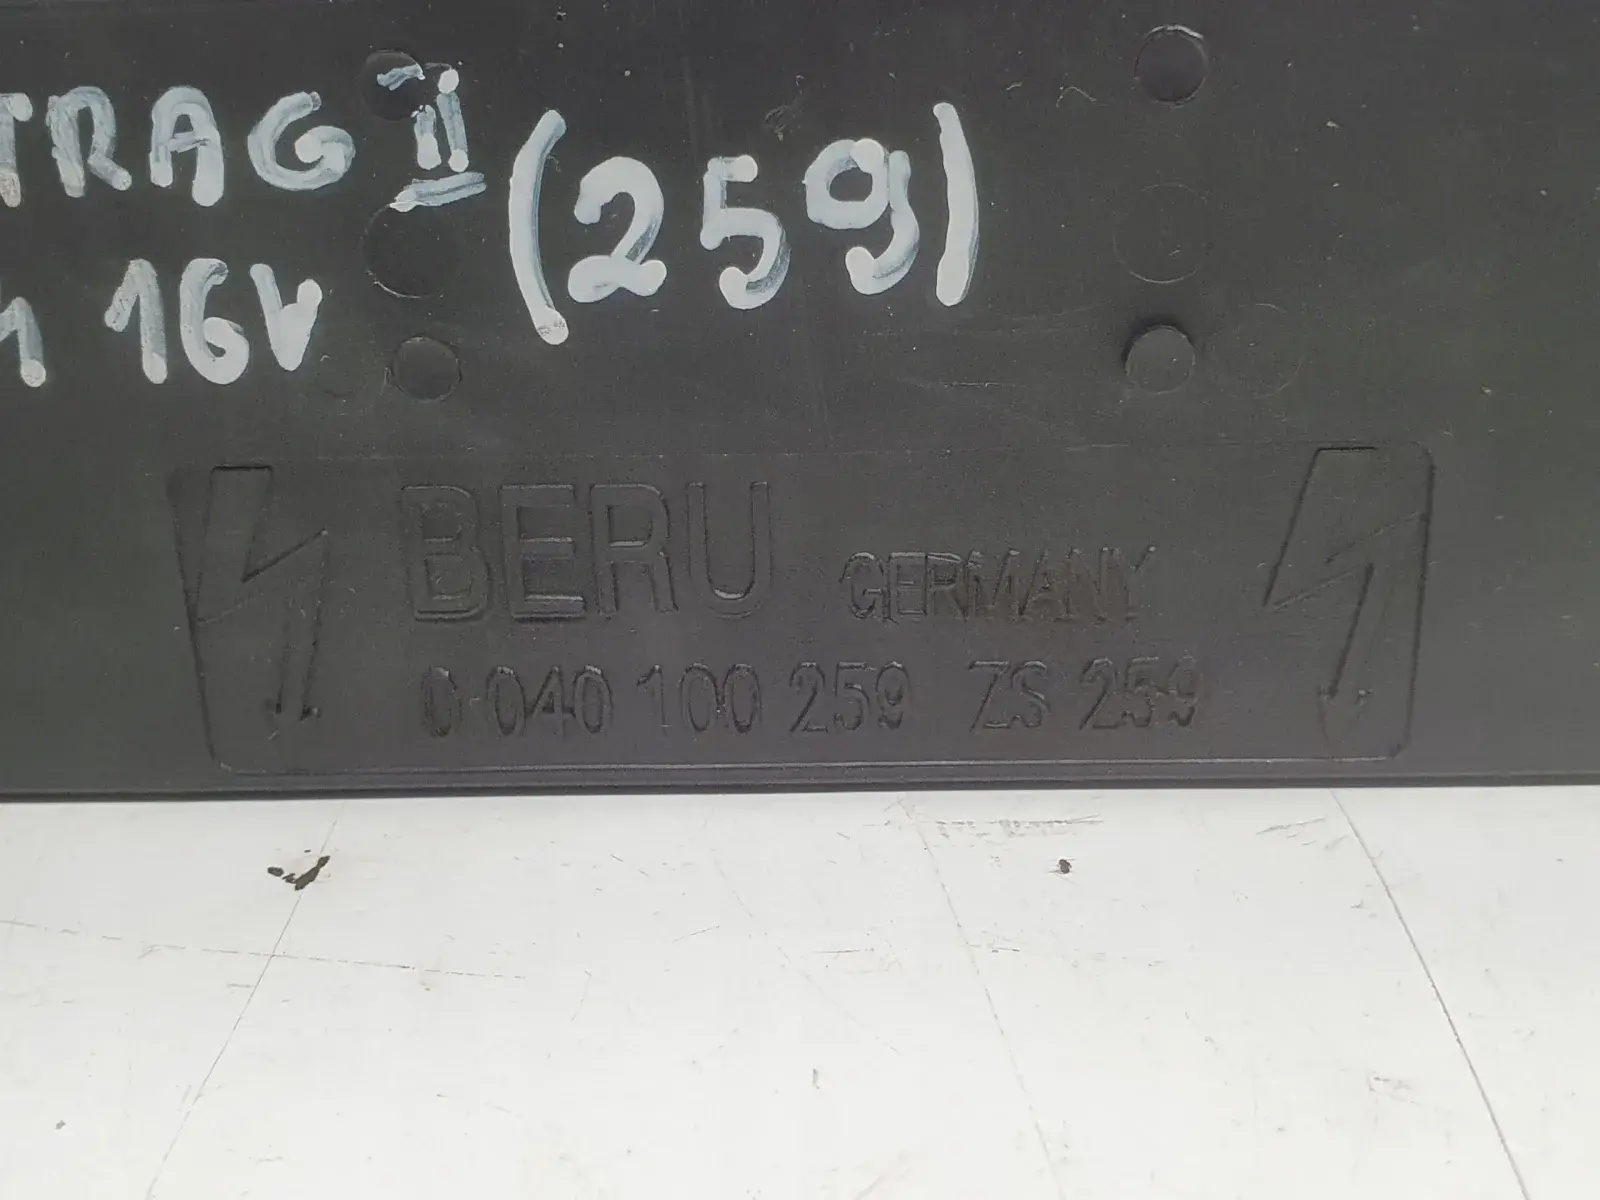 TRAG II (259)
16V
BERU GERMANY
0 040 100 259 ZS 259